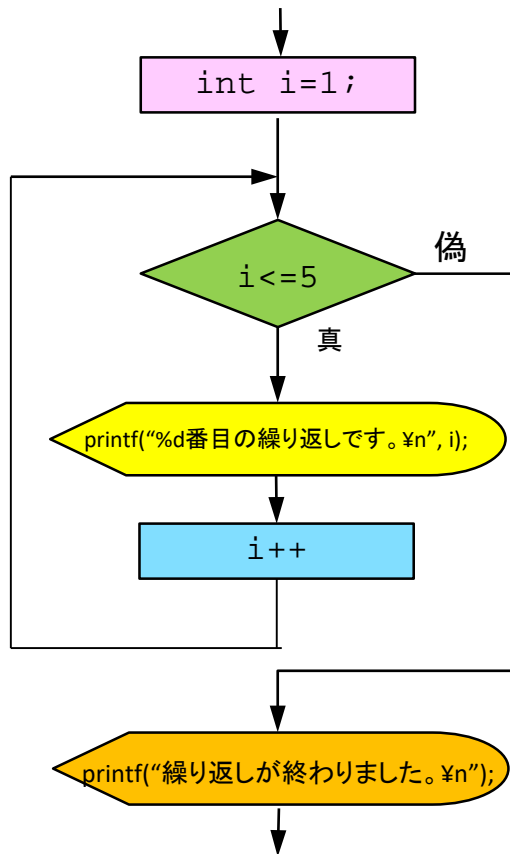 int i=1;
i<=5
偽
真
printf(“%d番目の繰り返しです。¥n”, i);
i++
printf(“繰り返しが終わりました。¥n”);